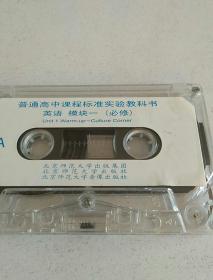 普通高中课程标准实验教科书
英语 模块一（必修）
Unit 1 Warm-up—Culture Corner
A
北京师范大学出版集团
北京师范大学出版社
北京师范大学音像出版社